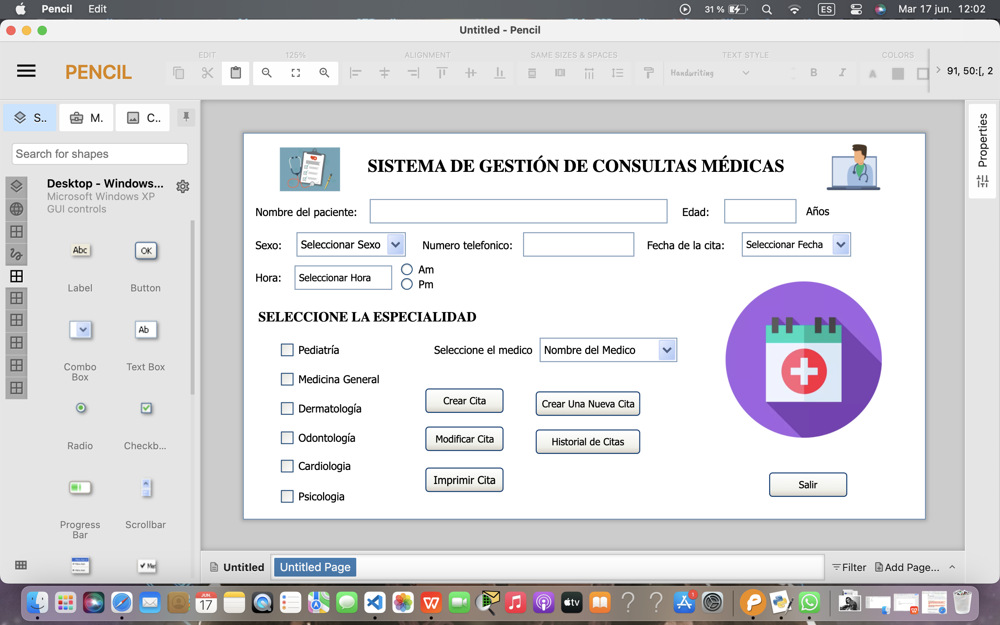 Pencil Edit 31 % ES Mar 17 jun. 12:02
Untitled - Pencil
EDIT 125% ALIGNMENT SAME SIZES & SPACES TEXT STYLE COLORS
PENCIL Handwriting B I A 91, 50:[, 2
S.. M. C..
Properties
Search for shapes
Desktop - Windows...
Microsoft Windows XP
GUI controls
Abc OK
Label Button
Ab
Combo Box Text Box
Radio Checkb...
Progress Bar Scrollbar
SISTEMA DE GESTIÓN DE CONSULTAS MÉDICAS
Nombre del paciente: Edad: Años
Sexo: Seleccionar Sexo Numero telefonico: Fecha de la cita: Seleccionar Fecha
Hora: Seleccionar Hora Am
Pm
SELECCIONE LA ESPECIALIDAD
Pediatría Seleccione el medico Nombre del Medico
Medicina General
Crear Cita Crear Una Nueva Cita
Dermatología
Odontología Modificar Cita Historial de Citas
Cardiologia
Imprimir Cita Salir
Psicologia
Untitled Untitled Page Filter Add Page...
JUN.
17 tv 1